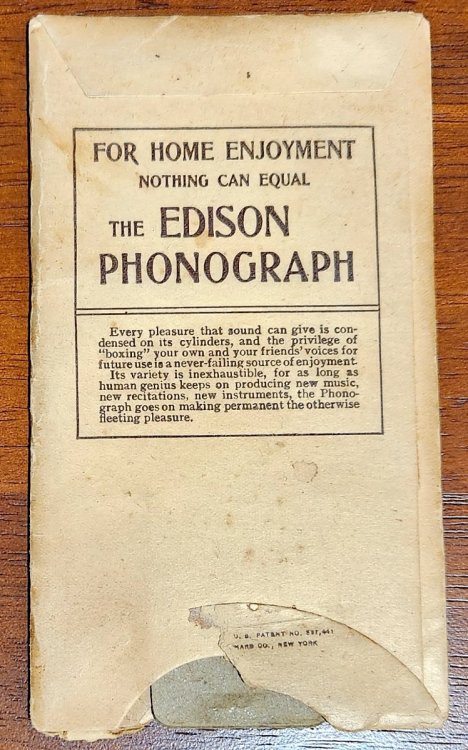 FOR HOME ENJOYMENT
NOTHING CAN EQUAL
THE EDISON
PHONOGRAPH
Every pleasure that sound can give is con-
densed on its cylinders, and the privilege of
"boxing" your own and your friends' voices for
future use is a never-failing source of enjoyment.
Its variety is inexhaustible, for as long as
human genius keeps on producing new music,
new recitations, new instruments, the Phono-
graph goes on making permanent the otherwise
fleeting pleasure.
U. S. PATENT NO.
CO., NEW YORK